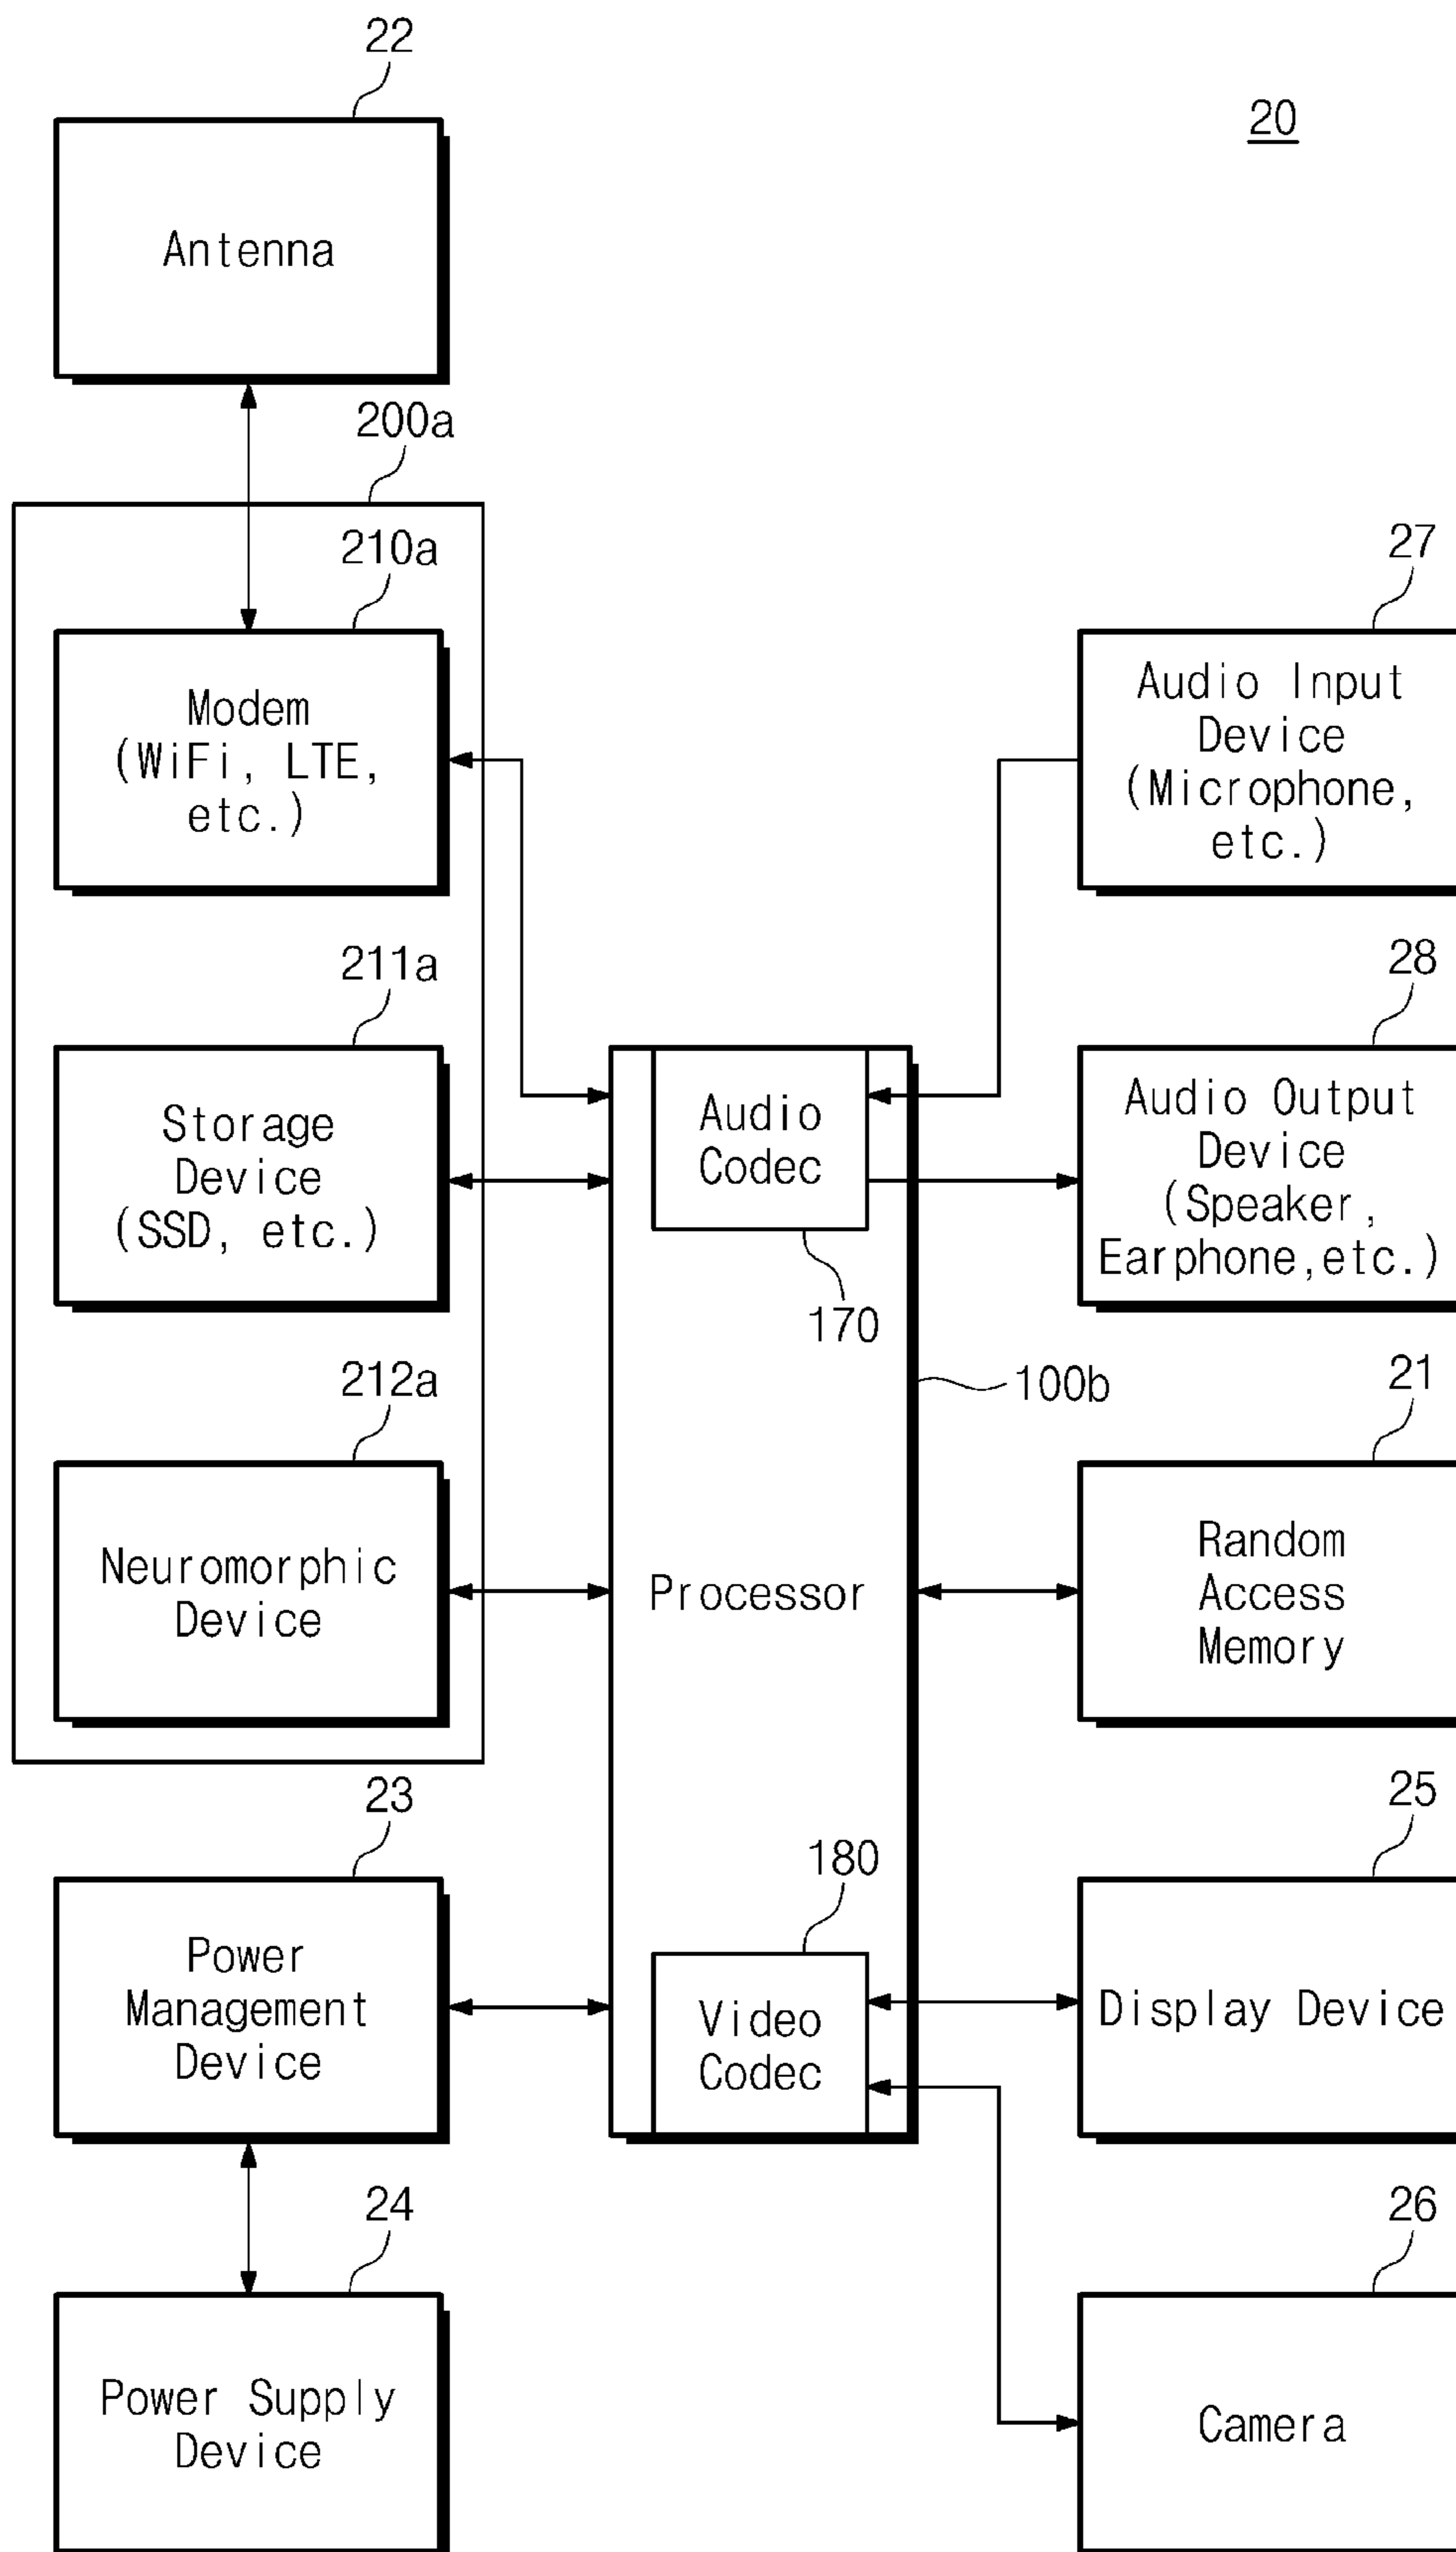 22
20
Antenna
200a
210a
Modem
(WiFi, LTE,
etc.)
27
Audio Input
Device
(Microphone,
etc.)
211a
Storage
Device
(SSD, etc.)
Audio
Codec
170
28
Audio Output
Device
(Speaker,
Earphone,etc.)
212a
Neuromorphic
Device
Processor
100b
21
Random
Access
Memory
23
Power
Management
Device
180
Video
Codec
25
Display Device
24
Power Supply
Device
26
Camera